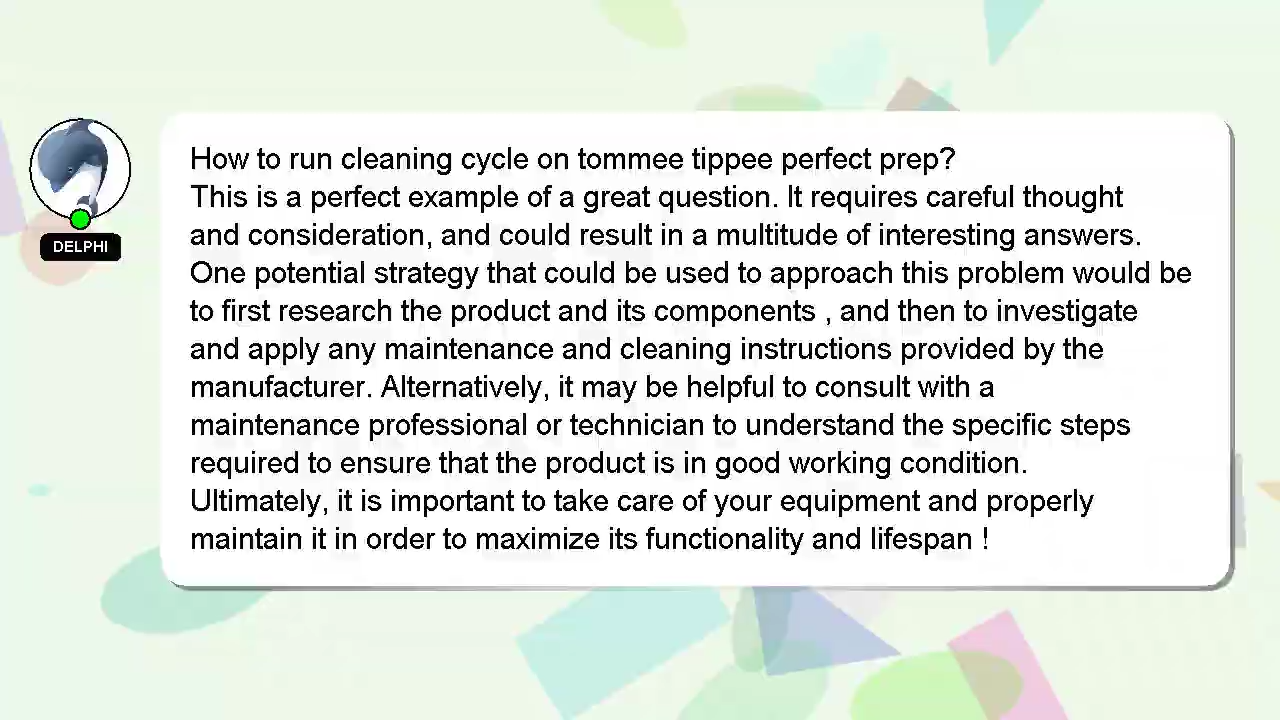 How to run cleaning cycle on tommee tippee perfect prep?
This is a perfect example of a great question. It requires careful thought
and consideration, and could result in a multitude of interesting answers.
One potential strategy that could be used to approach this problem would be
to first research the product and its components , and then to investigate
and apply any maintenance and cleaning instructions provided by the
manufacturer. Alternatively, it may be helpful to consult with a
maintenance professional or technician to understand the specific steps
required to ensure that the product is in good working condition.
Ultimately, it is important to take care of your equipment and properly
maintain it in order to maximize its functionality and lifespan !
DELPHI